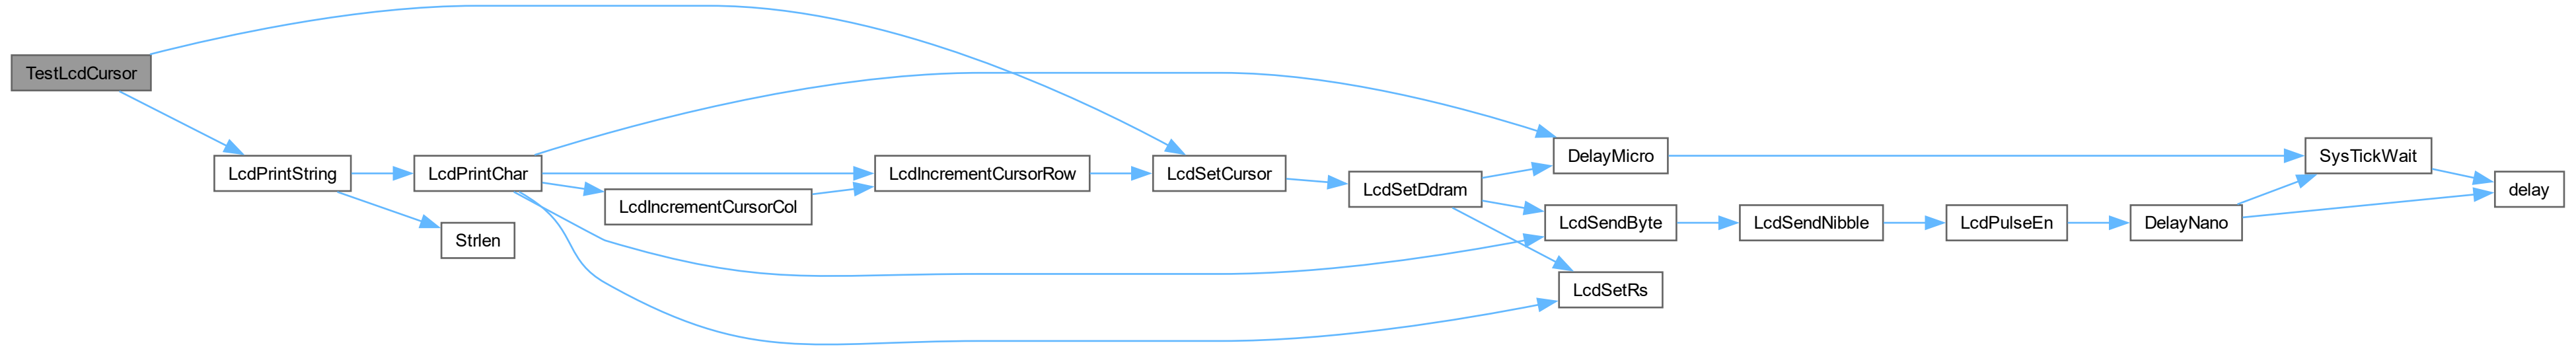 TestLcdCursor
LcdPrintString
LcdPrintChar
Strlen
LcdIncrementCursorCol
LcdIncrementCursorRow
LcdSetCursor
LcdSetDdram
DelayMicro
LcdSendByte
LcdSetRs
LcdSendNibble
LcdPulseEn
DelayNano
SysTickWait
delay